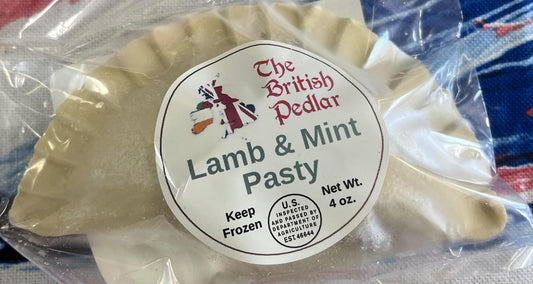 The
British
Pedlar
Lamb & Mint
Pasty
Keep
Frozen
U.S.
INSPECTED
AND PASSED BY
DEPARTMENT OF
AGRICULTURE
EST. 46644
Net Wt.
4 oz.